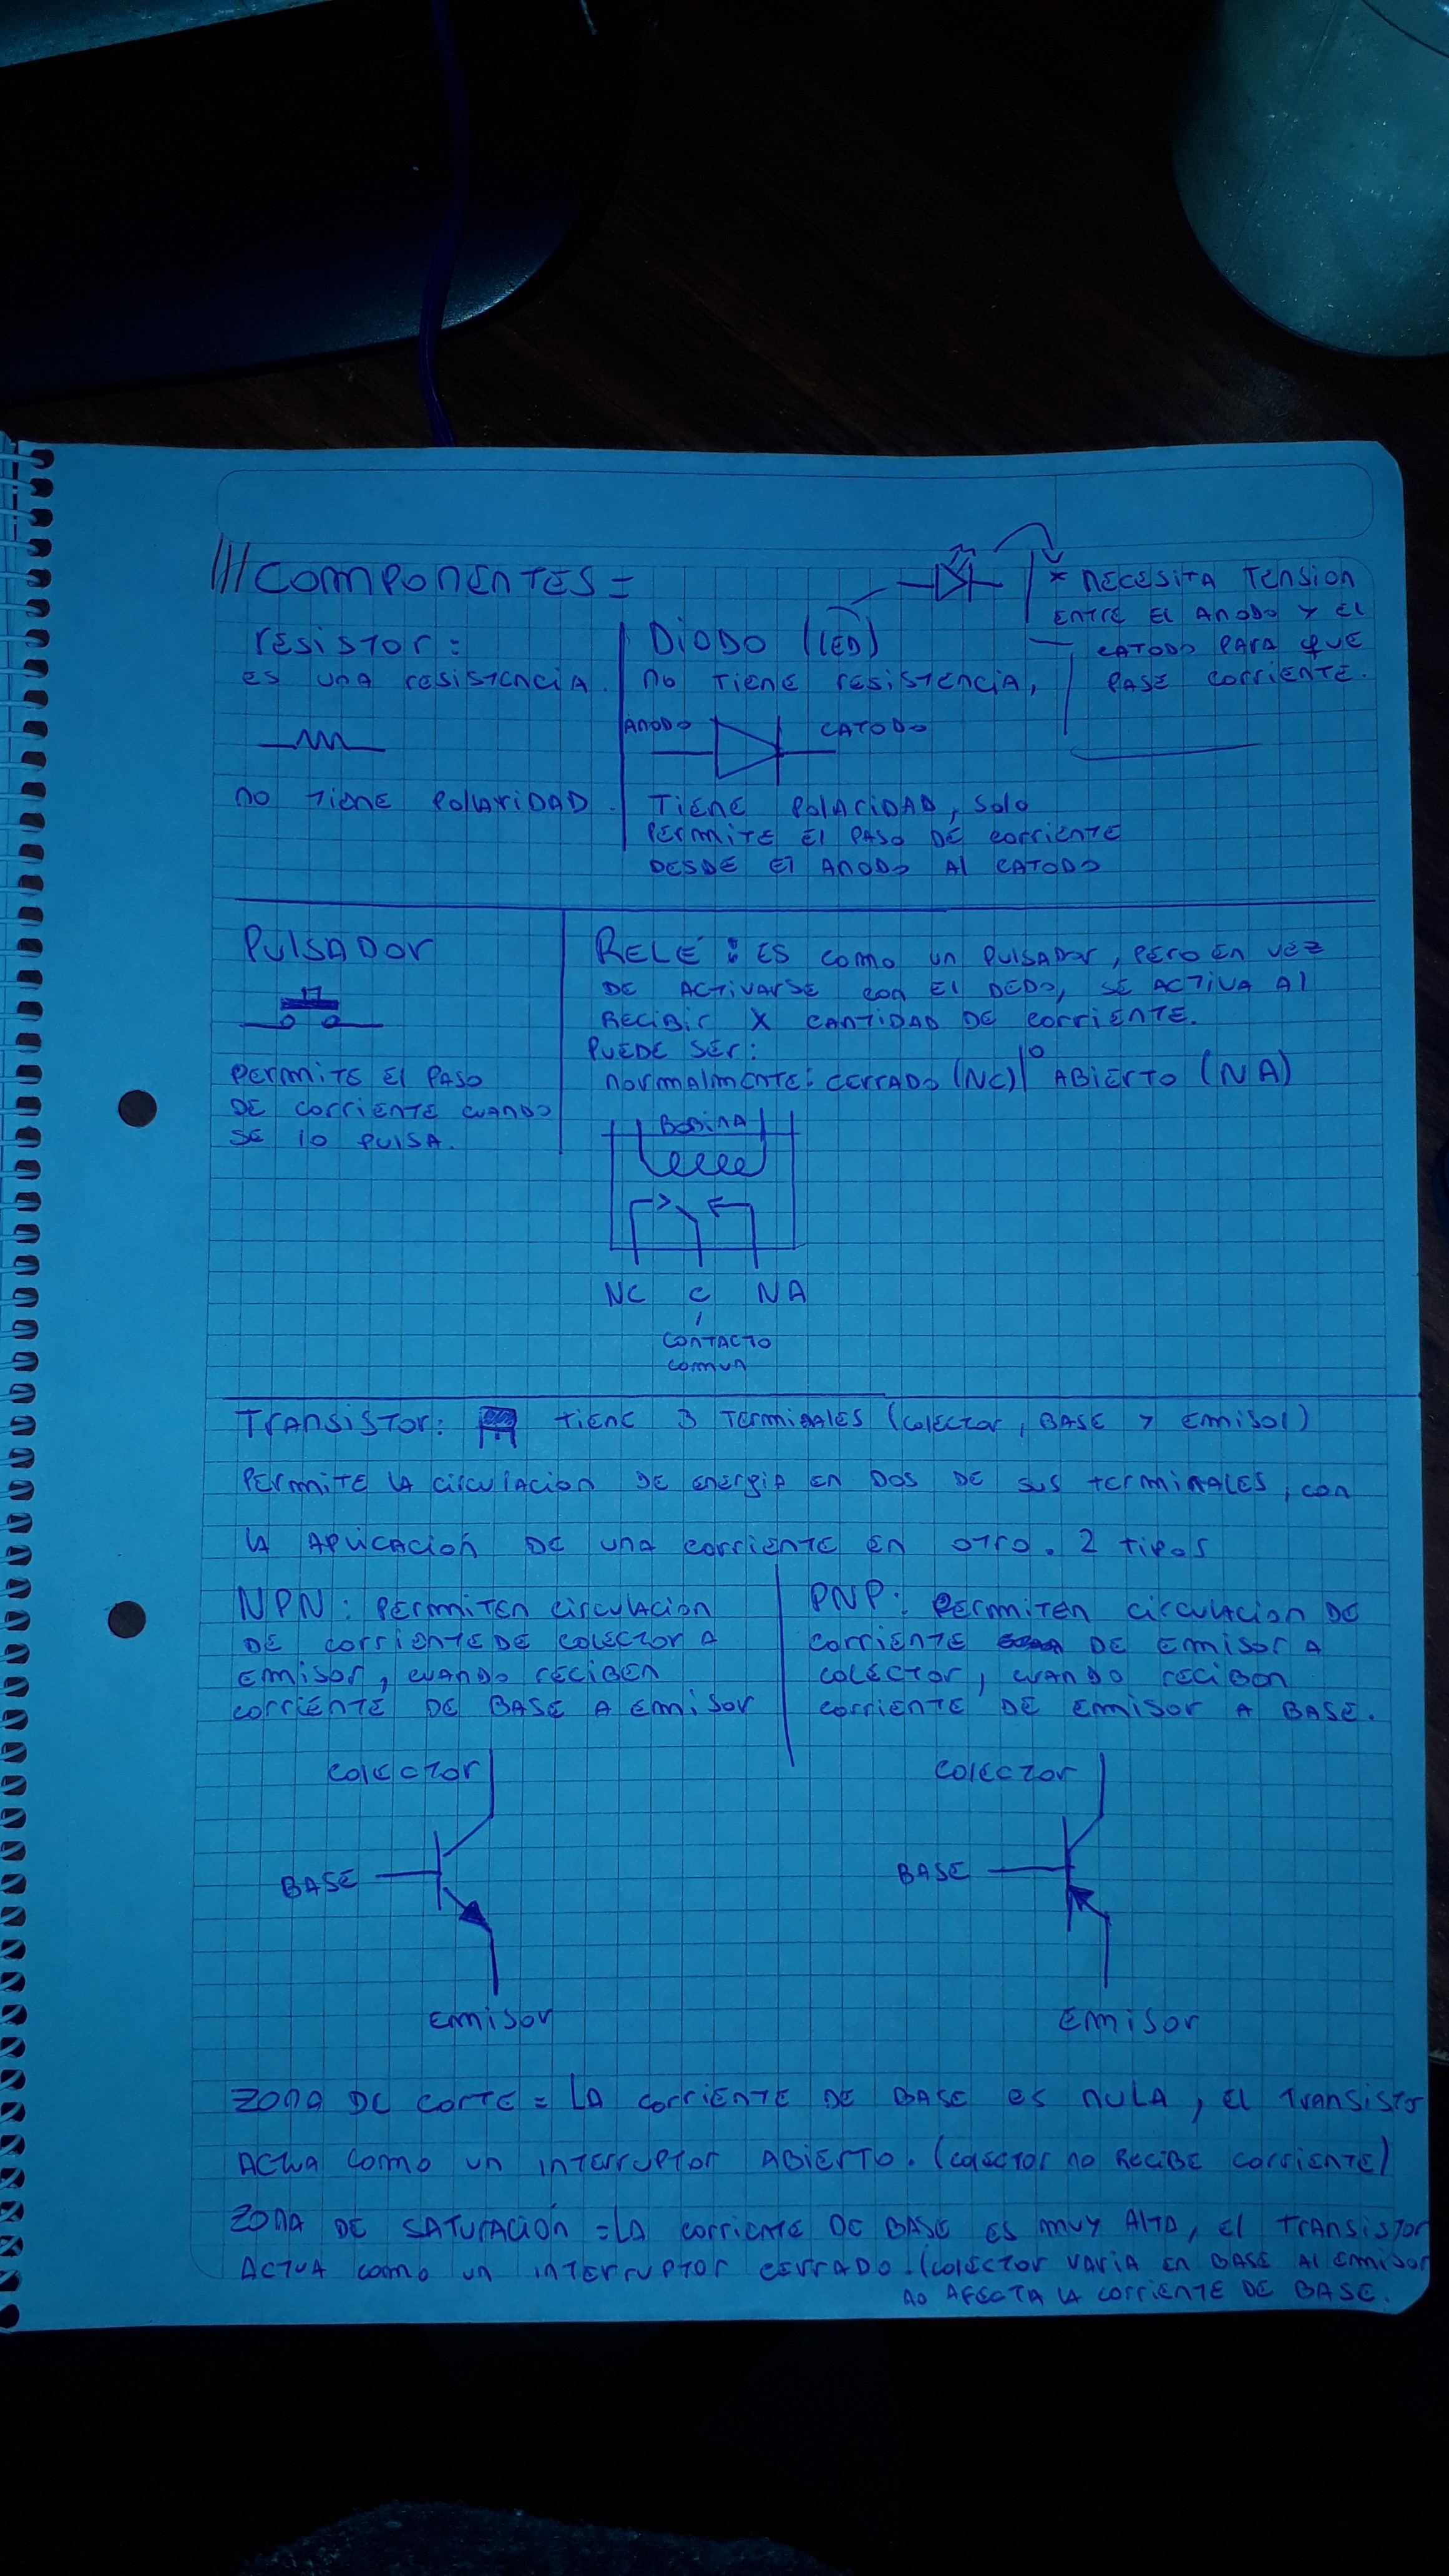 COMPONENTES =
RESISTOR :
ES UNA RESISTENCIA.
NO TIENE POLARIDAD.
DIODO (LED)
NO TIENE RESISTENCIA,
ANODO CATODO
TIENE POLARIDAD, SOLO
PERMITE EL PASO DE CORRIENTE
DESDE EL ANODO AL CATODO
* NECESITA TENSION
ENTRE EL ANODO Y EL
CATODO PARA QUE
PASE CORRIENTE.
PULSADOR
PERMITE EL PASO
DE CORRIENTE CUANDO
SE LO PULSA.
RELE : ES COMO UN PULSADOR, PERO EN VEZ
DE ACTIVARSE CON EL DEDO, SE ACTIVA AL
RECIBIR X CANTIDAD DE CORRIENTE.
PUEDE SER:
NORMALMENTE: CERRADO (NC) O ABIERTO (NA)
BOBINA
NC C NA
CONTACTO
COMUN
TRANSISTOR: TIENE 3 TERMINALES (COLECTOR, BASE Y EMISOR)
PERMITE LA CIRCULACION DE ENERGIA EN DOS DE SUS TERMINALES, CON
LA APLICACION DE UNA CORRIENTE EN OTRO. 2 TIPOS
NPN: PERMITEN CIRCULACION
DE CORRIENTE DE COLECTOR A
EMISOR, CUANDO RECIBEN
CORRIENTE DE BASE A EMISOR
PNP: PERMITEN CIRCULACION DE
CORRIENTE DE EMISOR A
COLECTOR, CUANDO RECIBEN
CORRIENTE DE EMISOR A BASE.
COLECTOR
BASE
EMISOR
COLECTOR
BASE
EMISOR
ZONA DE CORTE = LA CORRIENTE DE BASE ES NULA, EL TRANSISTOR
ACTUA COMO UN INTERRUPTOR ABIERTO. (COLECTOR NO RECIBE CORRIENTE)
ZONA DE SATURACIÓN = LA CORRIENTE DE BASE ES MUY ALTA, EL TRANSISTOR
ACTUA COMO UN INTERRUPTOR CERRADO. (COLECTOR VARIA EN BASE AL EMISOR
NO AFECTA LA CORRIENTE DE BASE.